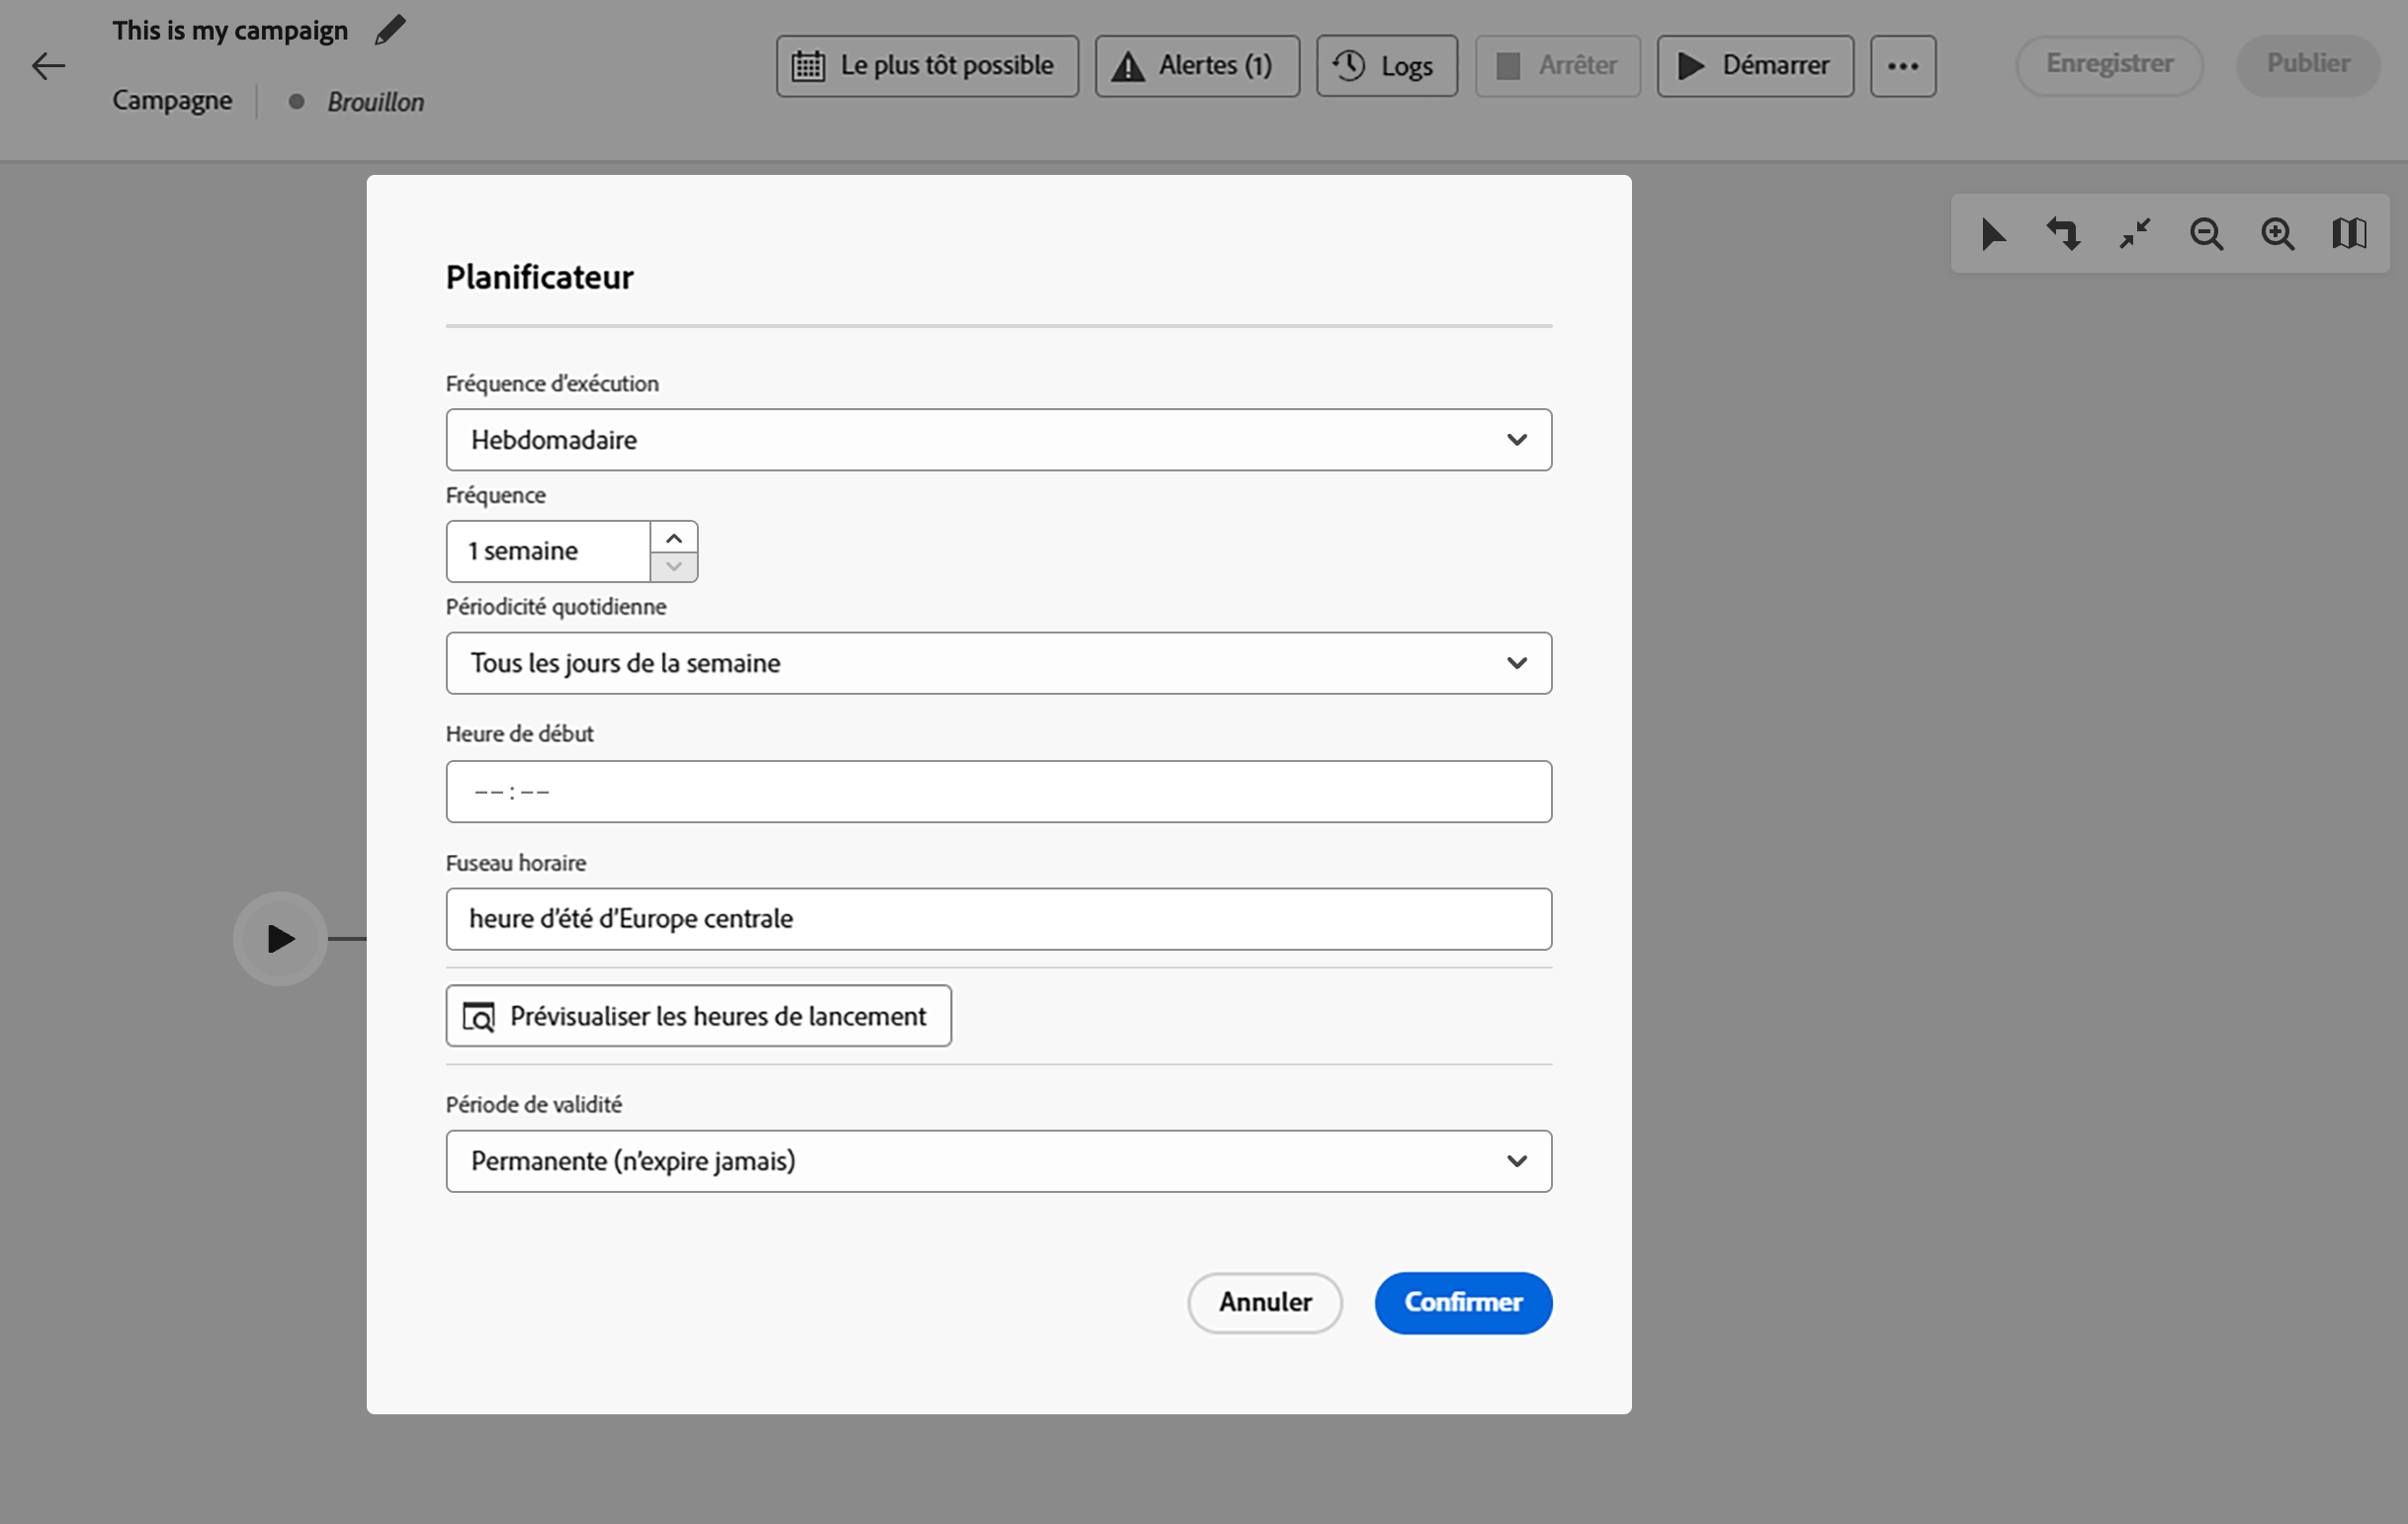 This is my campaign
Campagne
Brouillon
Le plus tôt possible
Alertes (1)
Logs
Arrêter
Démarrer
Enregistrer
Publier
Planificateur
Fréquence d'exécution
Hebdomadaire
Fréquence
1 semaine
Périodicité quotidienne
Tous les jours de la semaine
Heure de début
--:--
Fuseau horaire
heure d'été d'Europe centrale
Prévisualiser les heures de lancement
Période de validité
Permanente (n'expire jamais)
Annuler
Confirmer